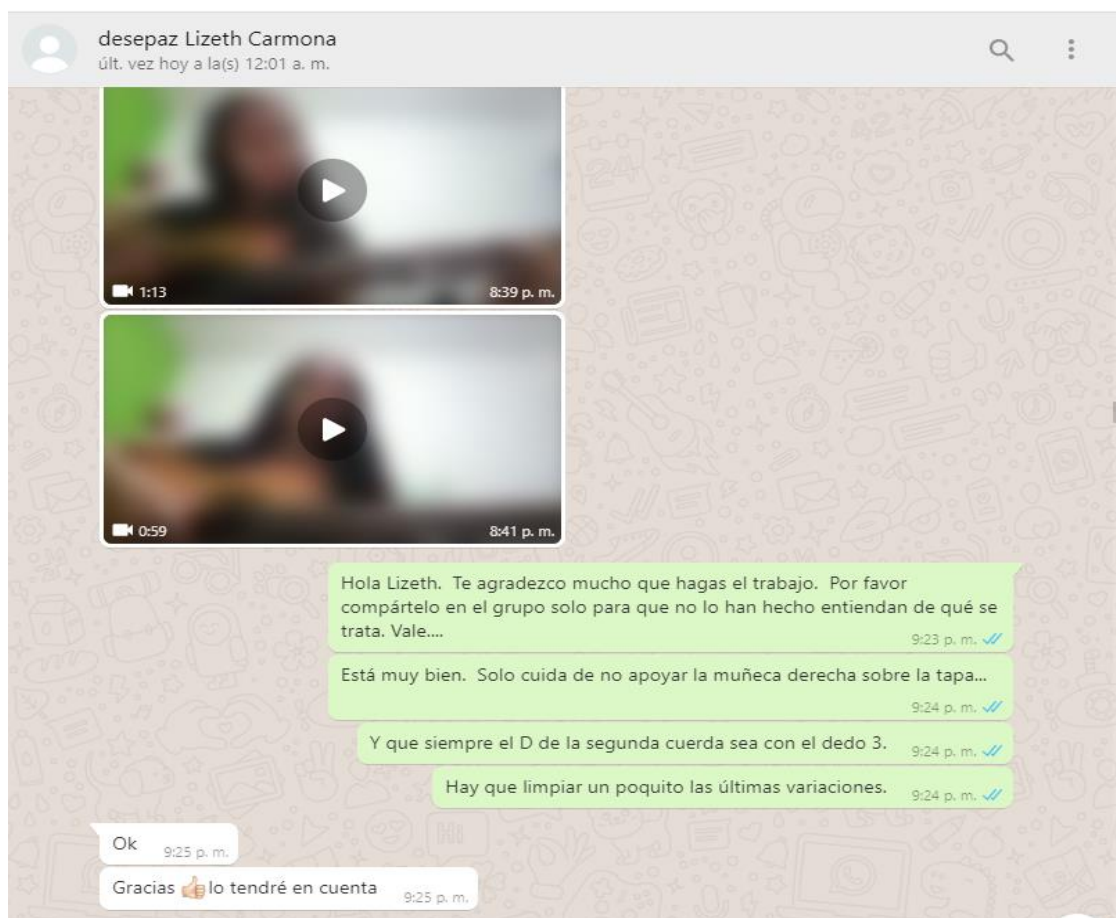 desepaz Lizeth Carmona
últ. vez hoy a la(s) 12:01 a. m.
1:13 8:39 p. m.
0:59 8:41 p. m.
Hola Lizeth. Te agradezco mucho que hagas el trabajo. Por favor
compártelo en el grupo solo para que no lo han hecho entiendan de qué se
trata. Vale....
9:23 p. m.
Está muy bien. Solo cuida de no apoyar la muñeca derecha sobre la tapa...
9:24 p. m.
Y que siempre el D de la segunda cuerda sea con el dedo 3. 9:24 p. m.
Hay que limpiar un poquito las últimas variaciones. 9:24 p. m.
Ok 9:25 p. m.
Gracias 👍🏻lo tendré en cuenta 9:25 p. m.